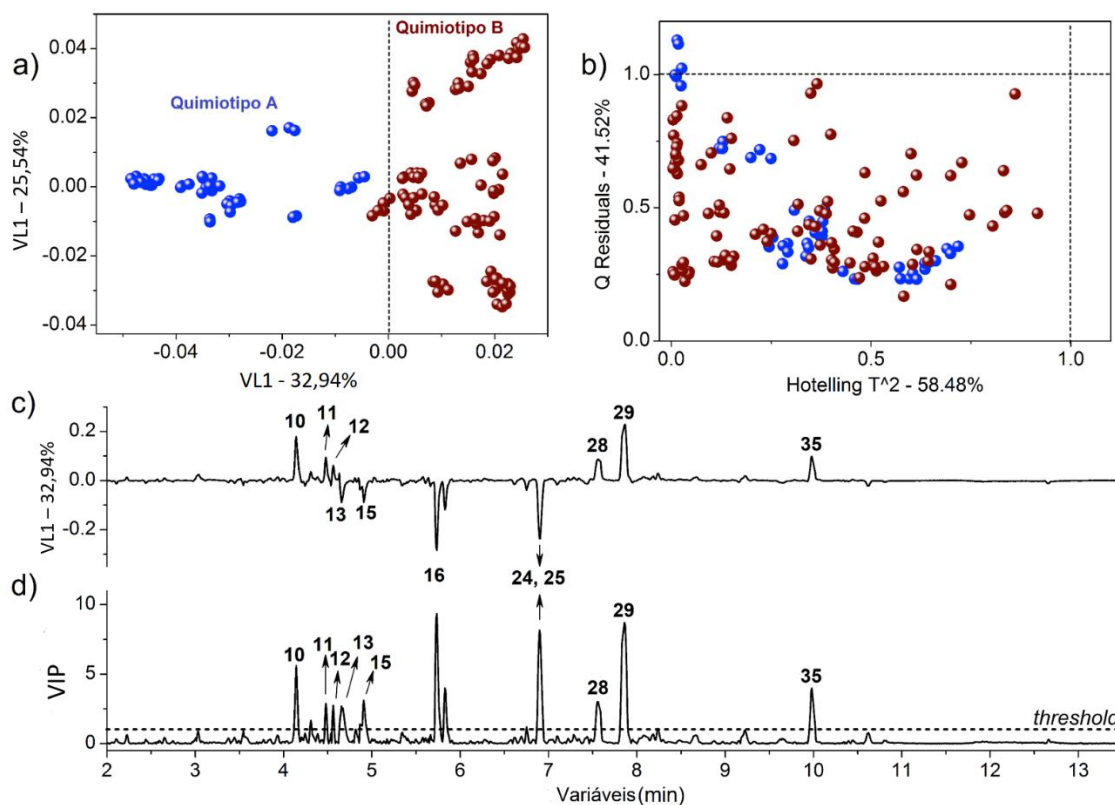 a)
Quimiotipo B
Quimiotipo A
0.04
0.02
0.00
-0.02
-0.04
VL1 – 25,54%
-0.04 -0.02 0.00 0.02
VL1 - 32,94%
b)
1.0
0.5
0.0
Q Residuals - 41.52%
0.0 0.5 1.0
Hotelling T^2 - 58.48%
c)
0.2
0.0
-0.2
VL1 – 32,94%
10 11 12 13 15 16 24, 25 28 29 35
d)
10
5
0
VIP
10 11 12 13 15 28 29 35
threshold
2 3 4 5 6 7 8 9 10 11 12 13
Variáveis(min)